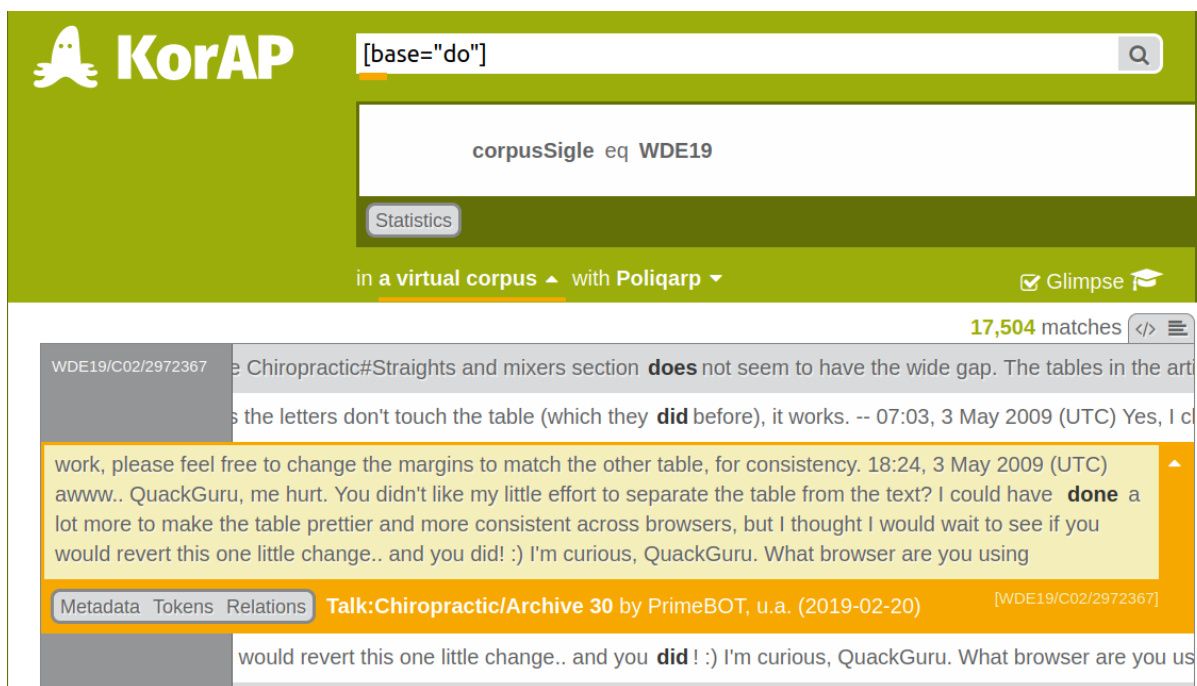 KorAP
[base="do"]
corpusSigle eq WDE19
Statistics
in a virtual corpus with Poliqarp
Glimpse
17,504 matches </>
WDE19/C02/2972367
Chiropractic#Straights and mixers section does not seem to have the wide gap. The tables in the arti
the letters don't touch the table (which they did before), it works. -- 07:03, 3 May 2009 (UTC) Yes, I
work, please feel free to change the margins to match the other table, for consistency. 18:24, 3 May 2009 (UTC)
awww.. QuackGuru, me hurt. You didn't like my little effort to separate the table from the text? I could have done a
lot more to make the table prettier and more consistent across browsers, but I thought I would wait to see if you
would revert this one little change.. and you did! :) I'm curious, QuackGuru. What browser are you using
Metadata Tokens Relations Talk:Chiropractic/Archive 30 by PrimeBOT, u.a. (2019-02-20) [WDE19/C02/2972367]
would revert this one little change.. and you did ! :) I'm curious, QuackGuru. What browser are you us